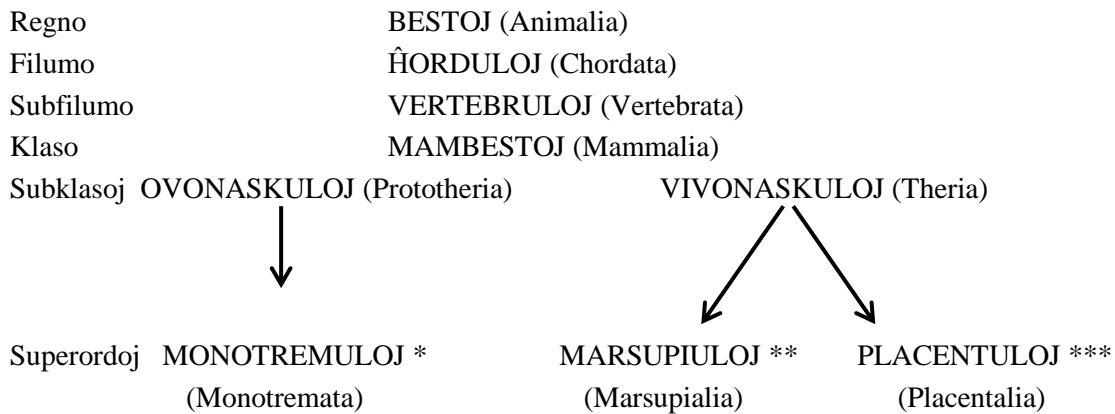 Regno BESTOJ (Animalia)
Filumo ĤORDULOJ (Chordata)
Subfilumo VERTEBRULOJ (Vertebrata)
Klaso MAMBESTOJ (Mammalia)
Subklasoj OVONASKULOJ (Prototheria) VIVONASKULOJ (Theria)
Superordoj MONOTREMULOJ * MARSUPIULOJ ** PLACENTULOJ ***
(Monotremata) (Marsupialia) (Placentalia)